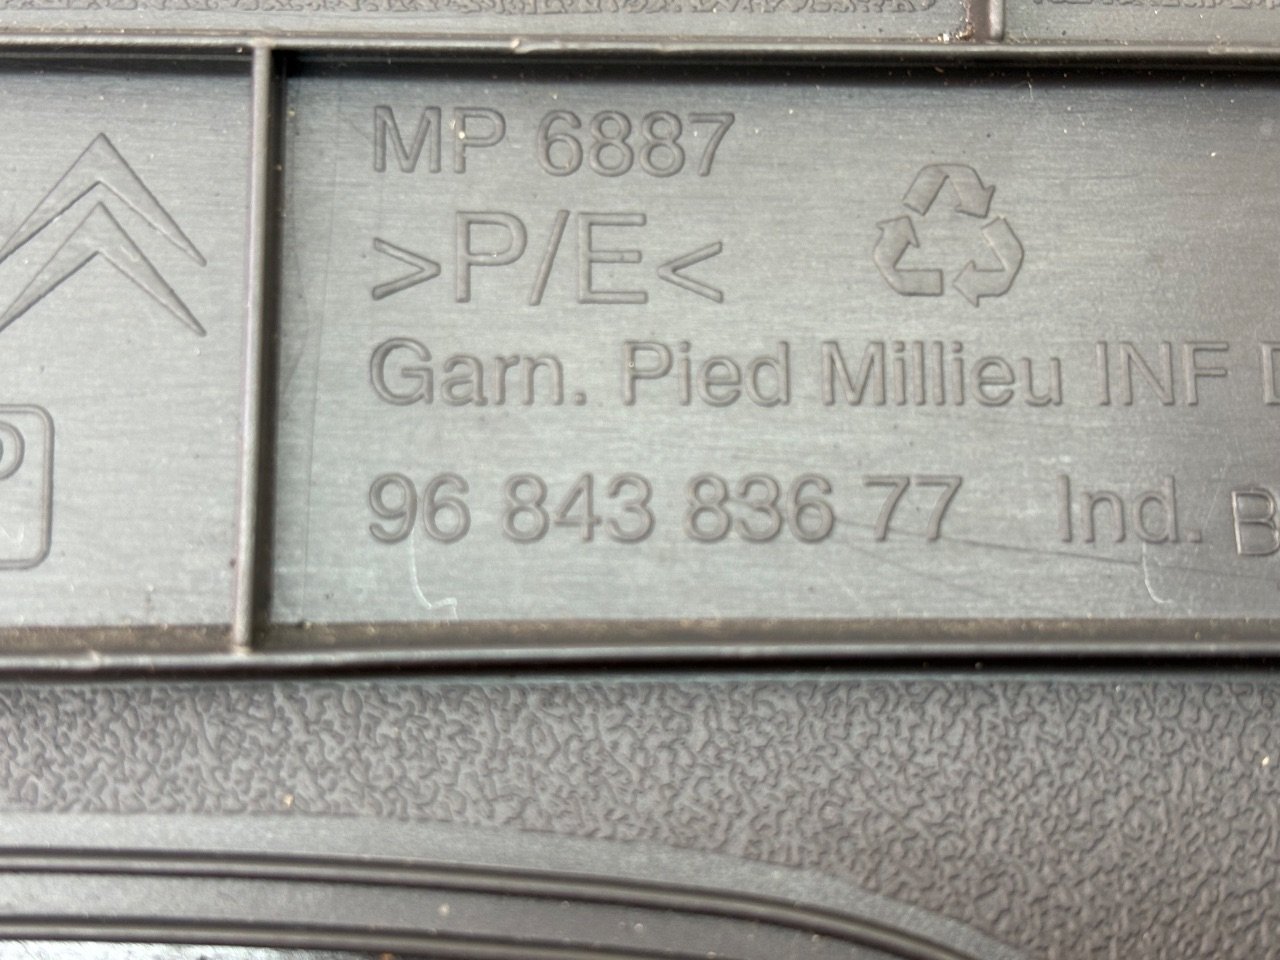 MP 6887
>P/E<
Garn. Pied Millieu INF D
96 843 836 77 Ind. B
P